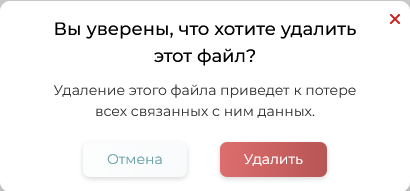 Вы уверены, что хотите удалить
этот файл?
Удаление этого файла приведет к потере
всех связанных с ним данных.
Отмена
Удалить